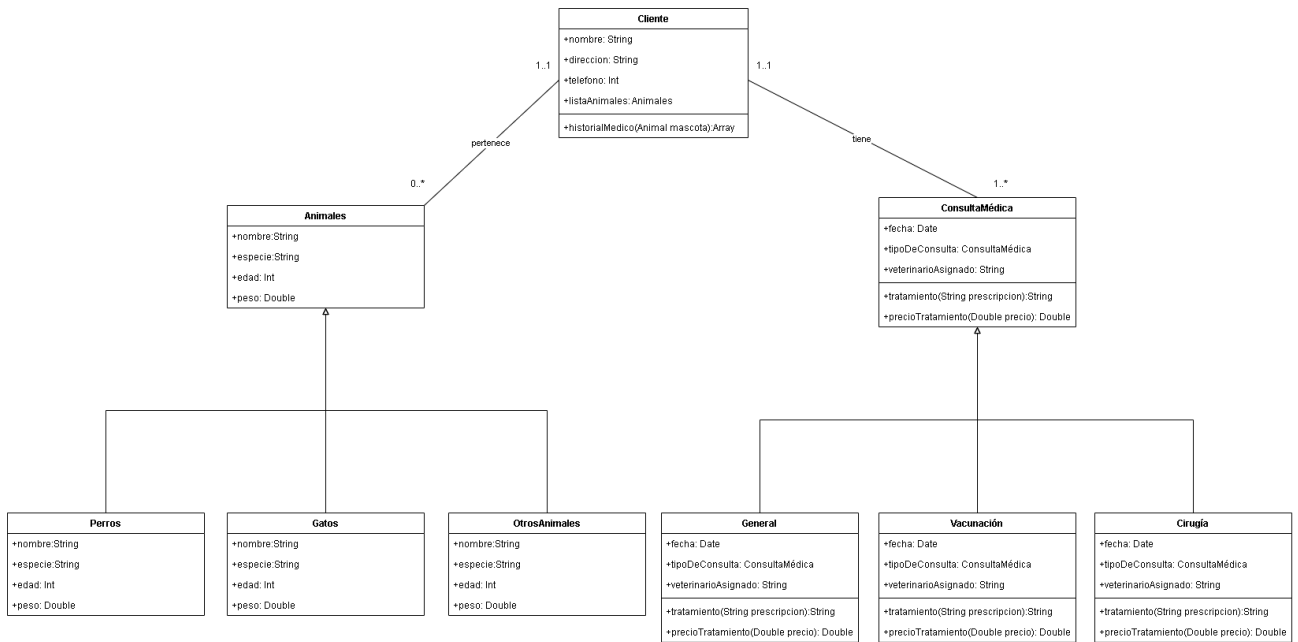 Cliente
+nombre: String
+direccion: String
+telefono: Int
+listaAnimales: Animales
+historialMedico(Animal mascota):Array
1..1
1..1
pertenece
tiene
0..*
1..*
Animales
+nombre:String
+especie:String
+edad: Int
+peso: Double
ConsultaMédica
+fecha: Date
+tipoDeConsulta: ConsultaMédica
+veterinarioAsignado: String
+tratamiento(String prescripcion):String
+precioTratamiento(Double precio): Double
Perros
+nombre:String
+especie:String
+edad: Int
+peso: Double
Gatos
+nombre:String
+especie:String
+edad: Int
+peso: Double
OtrosAnimales
+nombre:String
+especie:String
+edad: Int
+peso: Double
General
+fecha: Date
+tipoDeConsulta: ConsultaMédica
+veterinarioAsignado: String
+tratamiento(String prescripcion):String
+precioTratamiento(Double precio): Double
Vacunación
+fecha: Date
+tipoDeConsulta: ConsultaMédica
+veterinarioAsignado: String
+tratamiento(String prescripcion):String
+precioTratamiento(Double precio): Double
Cirugía
+fecha: Date
+tipoDeConsulta: ConsultaMédica
+veterinarioAsignado: String
+tratamiento(String prescripcion):String
+precioTratamiento(Double precio): Double